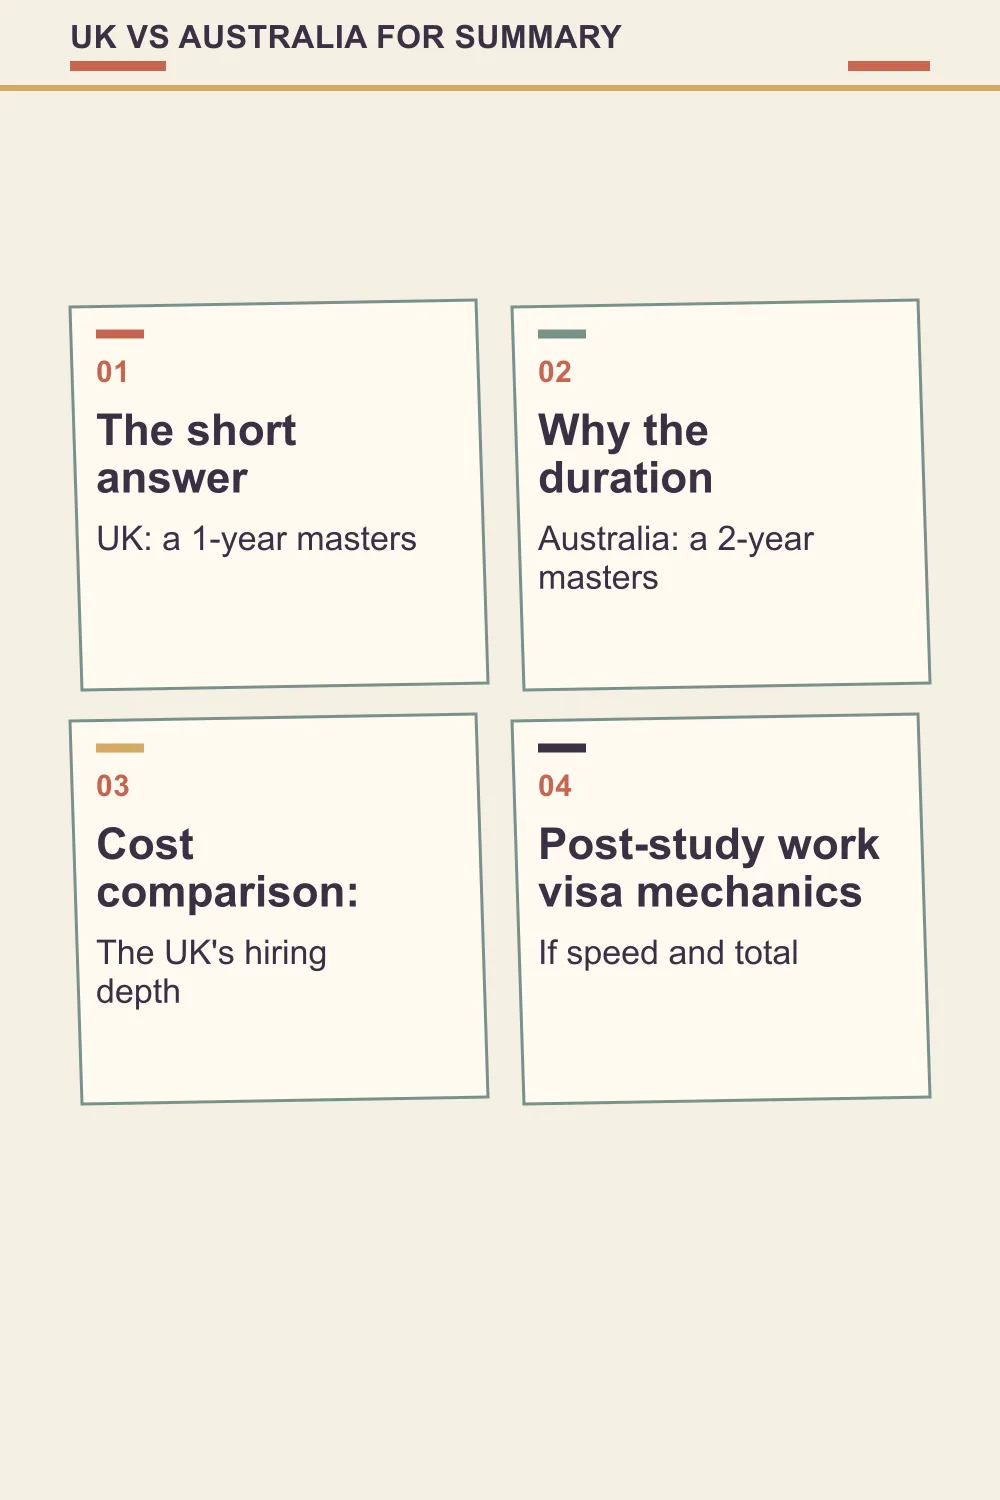 UK VS AUSTRALIA FOR SUMMARY
01
The short
answer
UK: a 1-year masters
02
Why the
duration
Australia: a 2-year
masters
03
Cost
comparison:
The UK's hiring
depth
04
Post-study work
visa mechanics
If speed and total